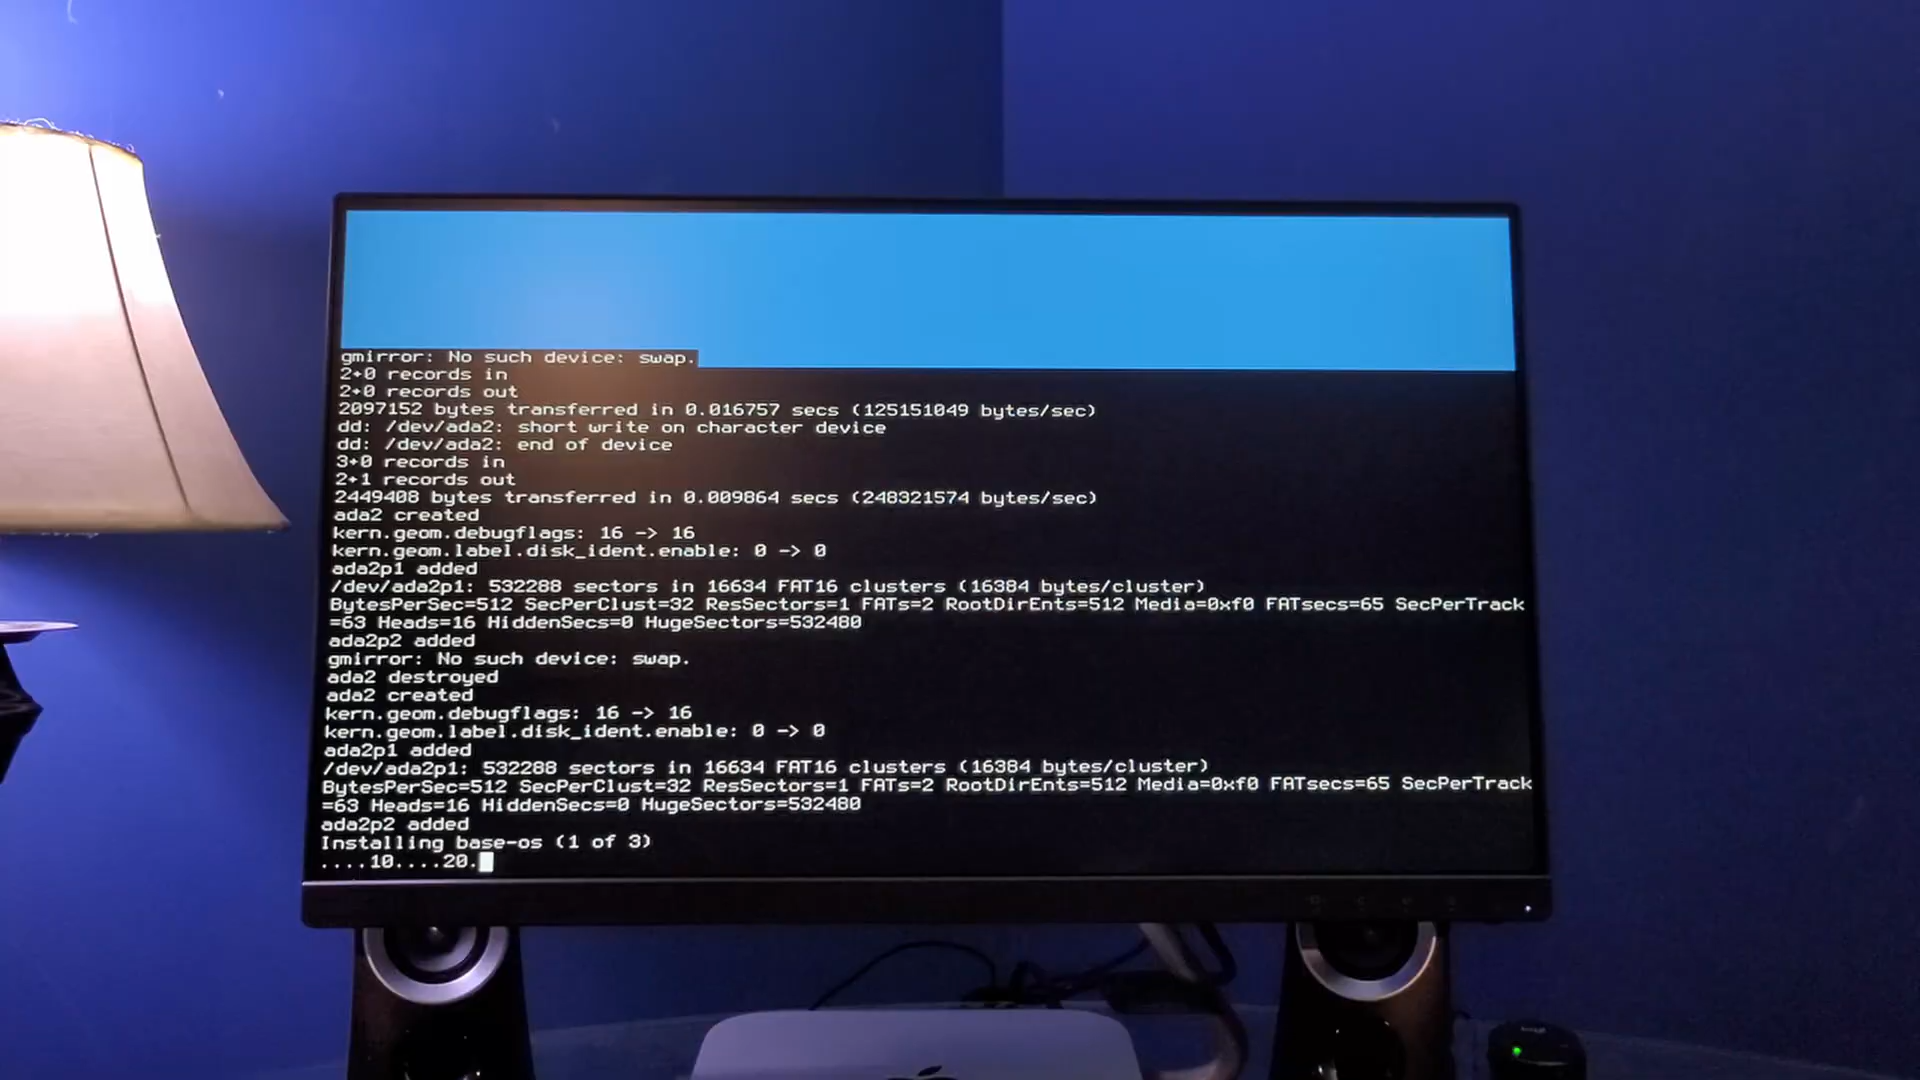 gmirror: No such device: swap.
2+0 records in
2+0 records out
2097152 bytes transferred in 0.016757 secs (125151049 bytes/sec)
dd: /dev/ada2: short write on character device
dd: /dev/ada2: end of device
3+0 records in
2+1 records out
2449408 bytes transferred in 0.009864 secs (248321574 bytes/sec)
ada2 created
kern.geom.debugflags: 16 -> 16
kern.geom.label.disk_ident.enable: 0 -> 0
ada2p1 added
/dev/ada2p1: 532288 sectors in 16634 FAT16 clusters (16384 bytes/cluster)
BytesPerSec=512 SecPerClust=32 ResSectors=1 FATs=2 RootDirEnts=512 Media=0xf0 FATsecs=65 SecPerTrack
=63 Heads=16 HiddenSecs=0 HugeSectors=532480
ada2p2 added
gmirror: No such device: swap.
ada2 destroyed
ada2 created
kern.geom.debugflags: 16 -> 16
kern.geom.label.disk_ident.enable: 0 -> 0
ada2p1 added
/dev/ada2p1: 532288 sectors in 16634 FAT16 clusters (16384 bytes/cluster)
BytesPerSec=512 SecPerClust=32 ResSectors=1 FATs=2 RootDirEnts=512 Media=0xf0 FATsecs=65 SecPerTrack
=63 Heads=16 HiddenSecs=0 HugeSectors=532480
ada2p2 added
Installing base-os (1 of 3)
....10....20.